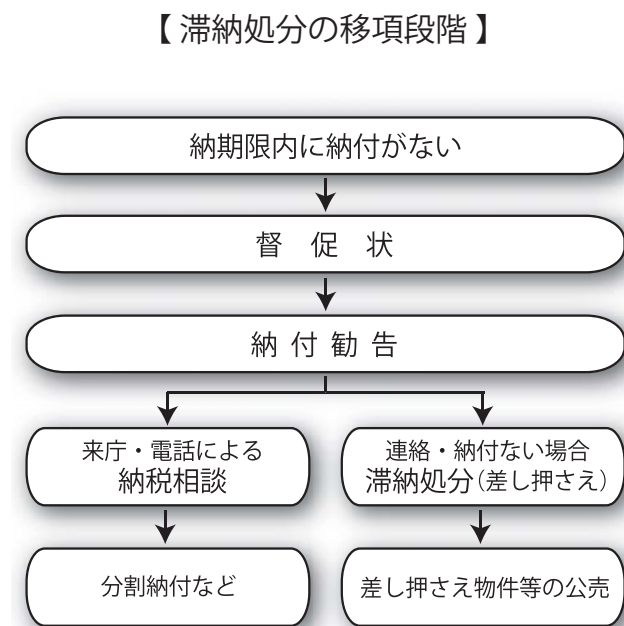 【 滞納処分の移項段階 】
納期限内に納付がない
督　促　状
納 付 勧 告
来庁・電話による
納税相談
連絡・納付ない場合
滞納処分（差し押さえ）
分割納付など
差し押さえ物件等の公売